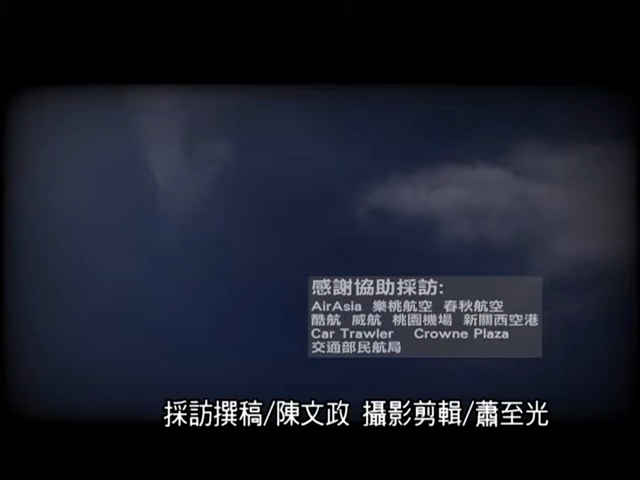 感謝協助採訪:
AirAsia 樂桃航空 春秋航空
酷航 威航 桃園機場 新關西空港
Car Trawler Crowne Plaza
交通部民航局
採訪撰稿/陳文政 攝影剪輯/蕭至光